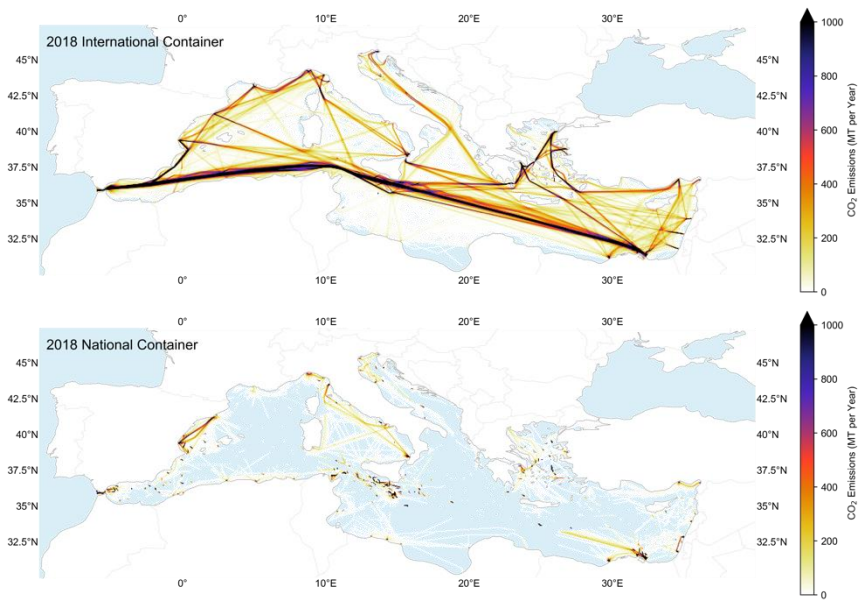 0° 10°E 20°E 30°E
2018 International Container
45°N 45°N
42.5°N 42.5°N
40°N 40°N
37.5°N 37.5°N
35°N 35°N
32.5°N 32.5°N
0° 10°E 20°E 30°E
1000
800
600
400
200
0
CO₂ Emissions (MT per Year)
0° 10°E 20°E 30°E
2018 National Container
45°N 45°N
42.5°N 42.5°N
40°N 40°N
37.5°N 37.5°N
35°N 35°N
32.5°N 32.5°N
0° 10°E 20°E 30°E
1000
800
600
400
200
0
CO₂ Emissions (MT per Year)